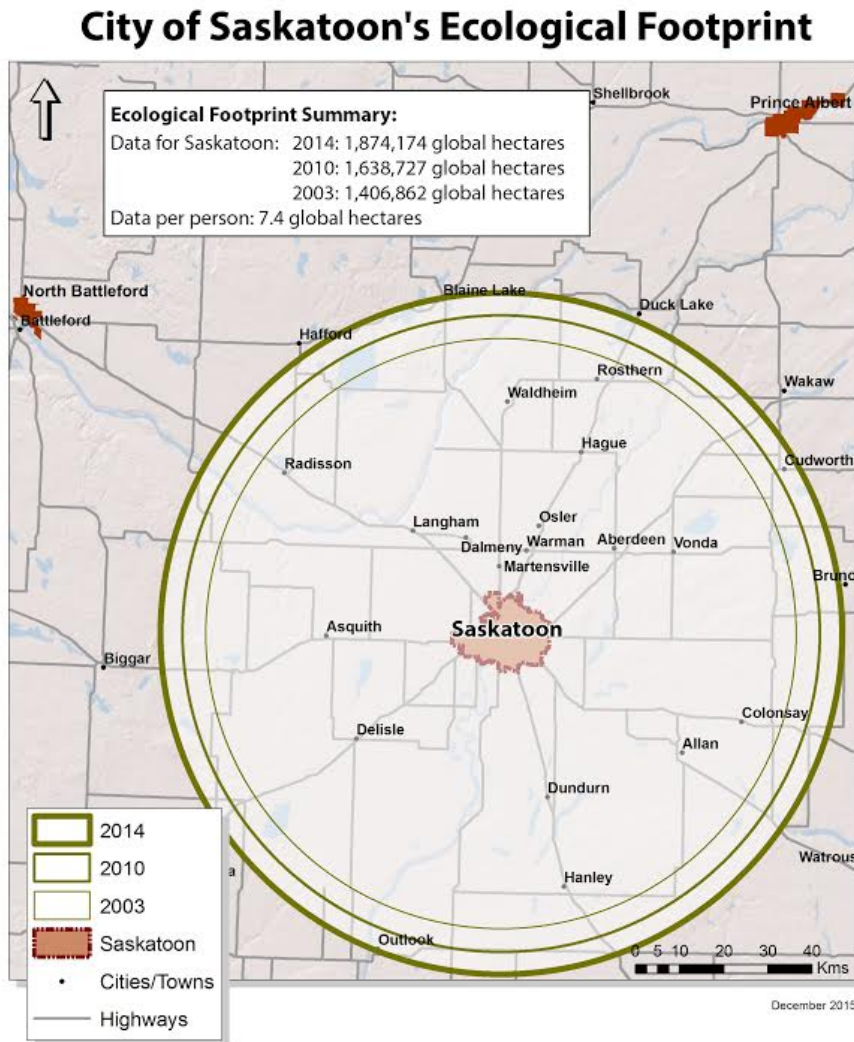 City of Saskatoon's Ecological Footprint
Ecological Footprint Summary:
Data for Saskatoon: 2014: 1,874,174 global hectares
2010: 1,638,727 global hectares
2003: 1,406,862 global hectares
Data per person: 7.4 global hectares
Shellbrook
Prince Albert
North Battleford
Battleford
Blaine Lake
Duck Lake
Hafford
Rosthern
Wakaw
Waldheim
Hague
Cudworth
Radisson
Langham
Osler
Dalmeny
Warman
Aberdeen
Vonda
Martensville
Bruno
Saskatoon
Asquith
Biggar
Colonsay
Delisle
Allan
Dundurn
Watrous
Hanley
a
Outlook
2014
2010
2003
Saskatoon
Cities/Towns
Highways
0 5 10 20 30 40
Kms
December 2015